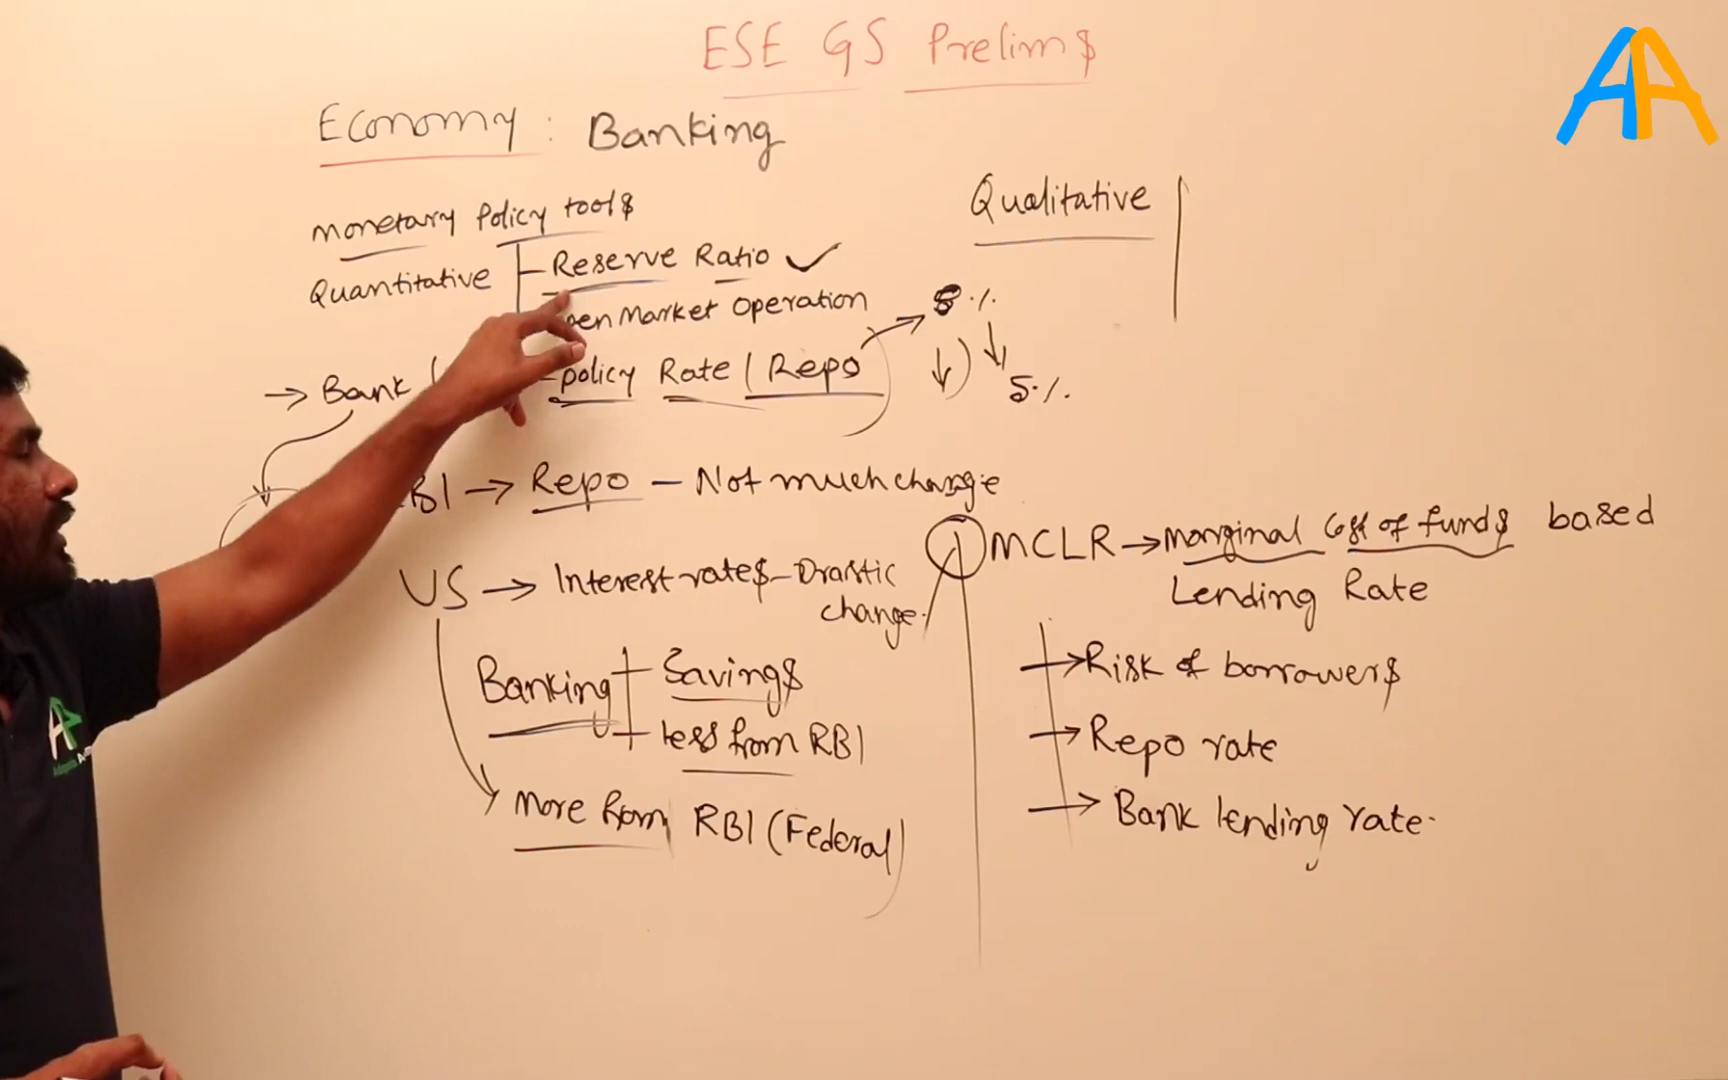 ESE GS Prelims
Economy : Banking
Monetary Policy tools
Quantitative
Reserve Ratio ✓
Market Operation
Policy Rate / Repo
8%
5%
→ Bank
Qualitative
→ Repo - Not much change
US → Interest rates - Drastic
change.
Banking
Savings
less from RBI
More from RBI (Federal)
MCLR → Marginal Cost of funds based
Lending Rate
→ Risk of borrowers
→ Repo rate
→ Bank lending rate.
AA